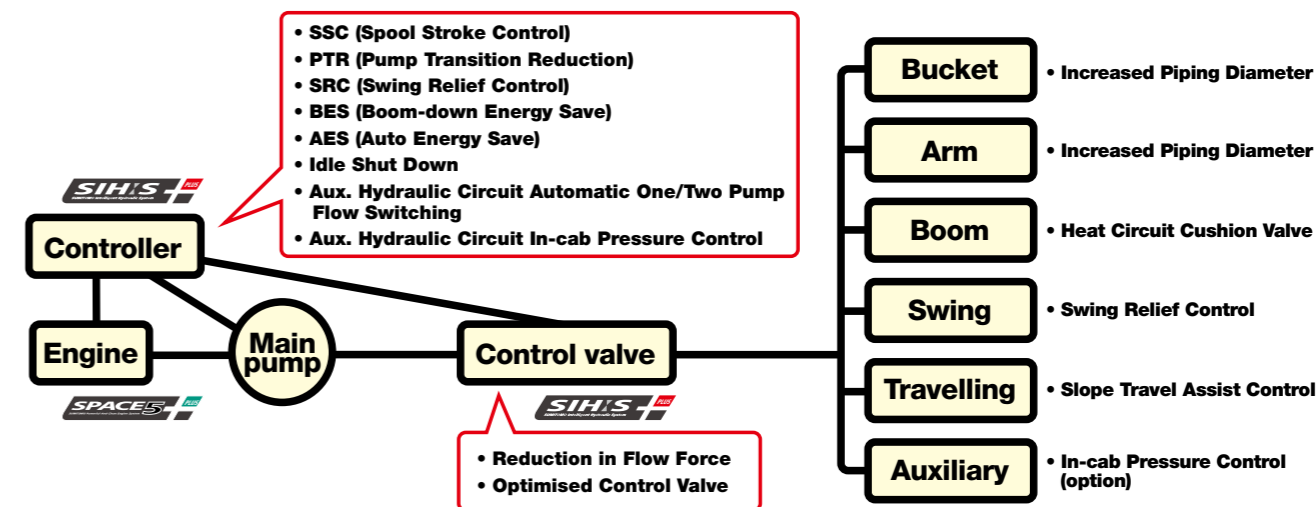 • SSC (Spool Stroke Control)
• PTR (Pump Transition Reduction)
• SRC (Swing Relief Control)
• BES (Boom-down Energy Save)
• AES (Auto Energy Save)
• Idle Shut Down
• Aux. Hydraulic Circuit Automatic One/Two Pump
Flow Switching
• Aux. Hydraulic Circuit In-cab Pressure Control
SIH:S PLUS
Controller
Engine
Main
pump
SPACE5 PLUS
Control valve
SIH:S PLUS
• Reduction in Flow Force
• Optimised Control Valve
Bucket
• Increased Piping Diameter
Arm
• Increased Piping Diameter
Boom
• Heat Circuit Cushion Valve
Swing
• Swing Relief Control
Travelling
• Slope Travel Assist Control
Auxiliary
• In-cab Pressure Control
(option)